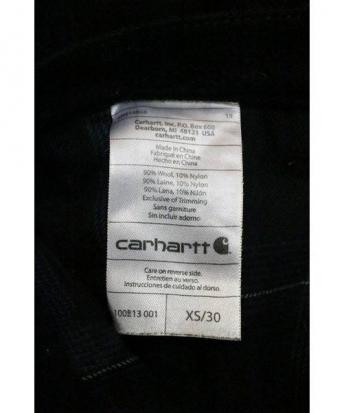 Carhartt, Inc. P.O. Box 600
Dearborn, MI 48121 USA
carhartt.com
Made in China
Fabriqué en Chine
Hecho en China
90% Wool, 10% Nylon
90% Laine, 10% Nylon
90% Lana, 10% Nilón
Exclusive of Trimming
Sans garniture
Sin incluir adorno
carhartt
Care on reverse side.
Entretien au verso.
Instrucciones de cuidado al dorso.
001
XS/30